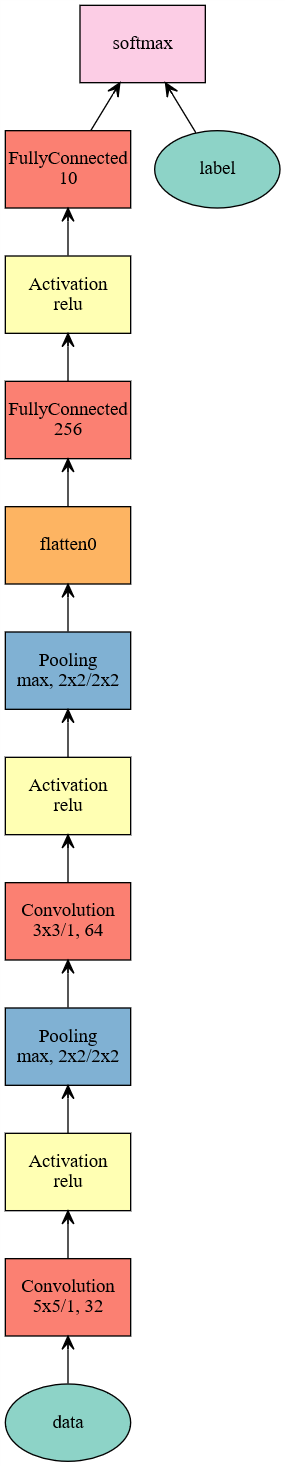 softmax
FullyConnected
10
label
Activation
relu
FullyConnected
256
flatten0
Pooling
max, 2x2/2x2
Activation
relu
Convolution
3x3/1, 64
Pooling
max, 2x2/2x2
Activation
relu
Convolution
5x5/1, 32
data